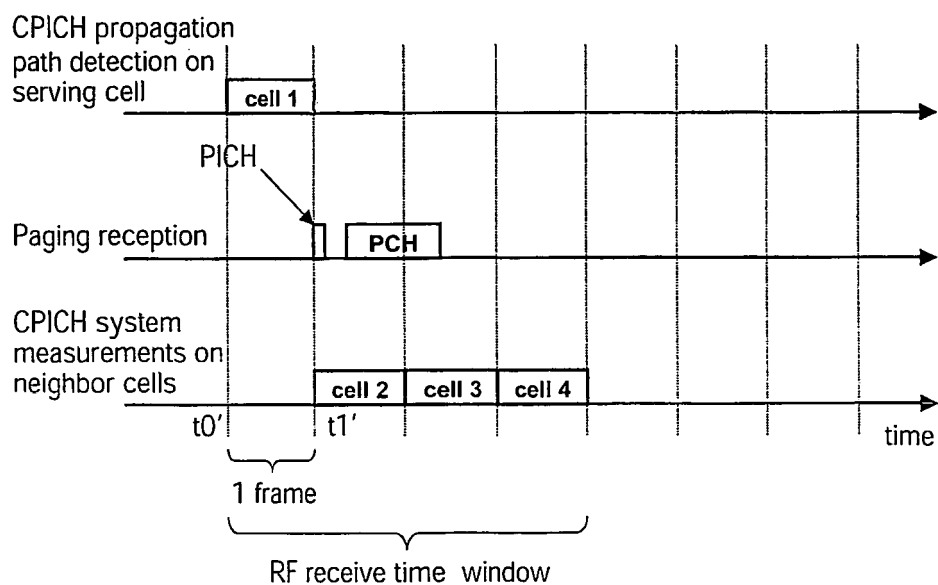 CPICH propagation
path detection on
serving cell
cell 1
PICH
Paging reception
PCH
CPICH system
measurements on
neighbor cells
cell 2 cell 3 cell 4
t0' t1' time
1 frame
RF receive time window